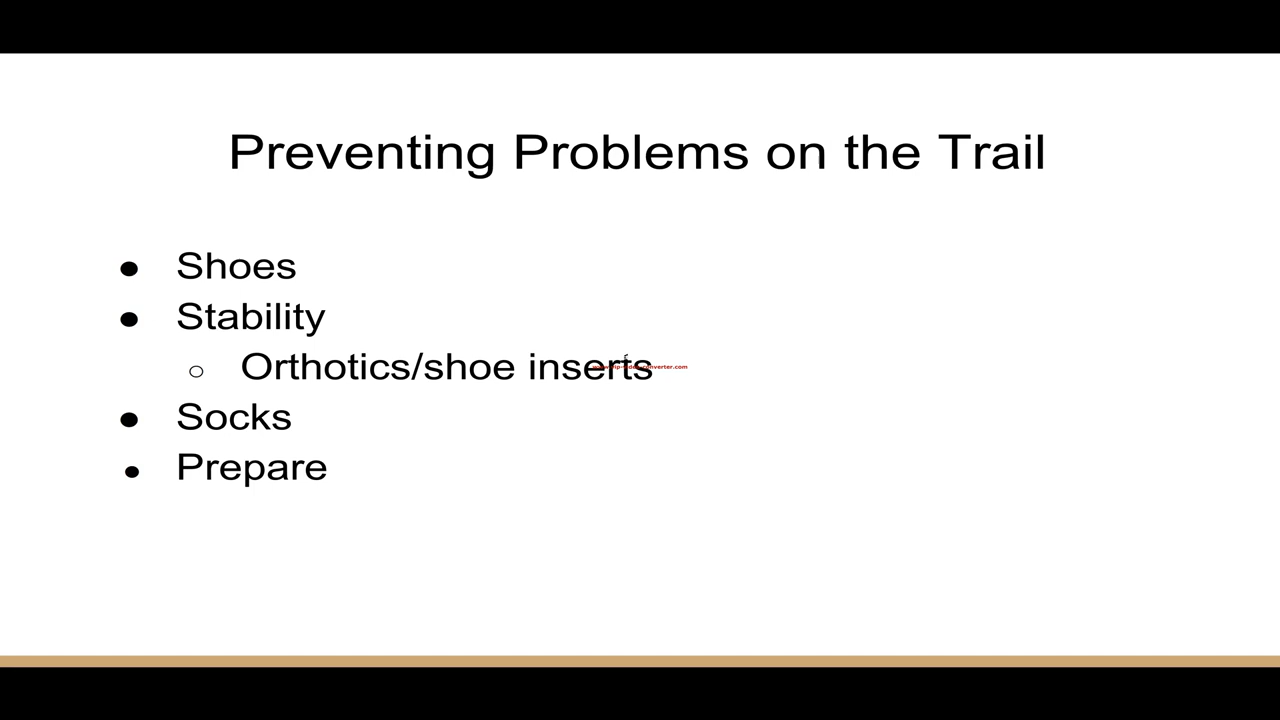 Preventing Problems on the Trail
● Shoes
● Stability
○ Orthotics/shoe inserts
● Socks
● Prepare